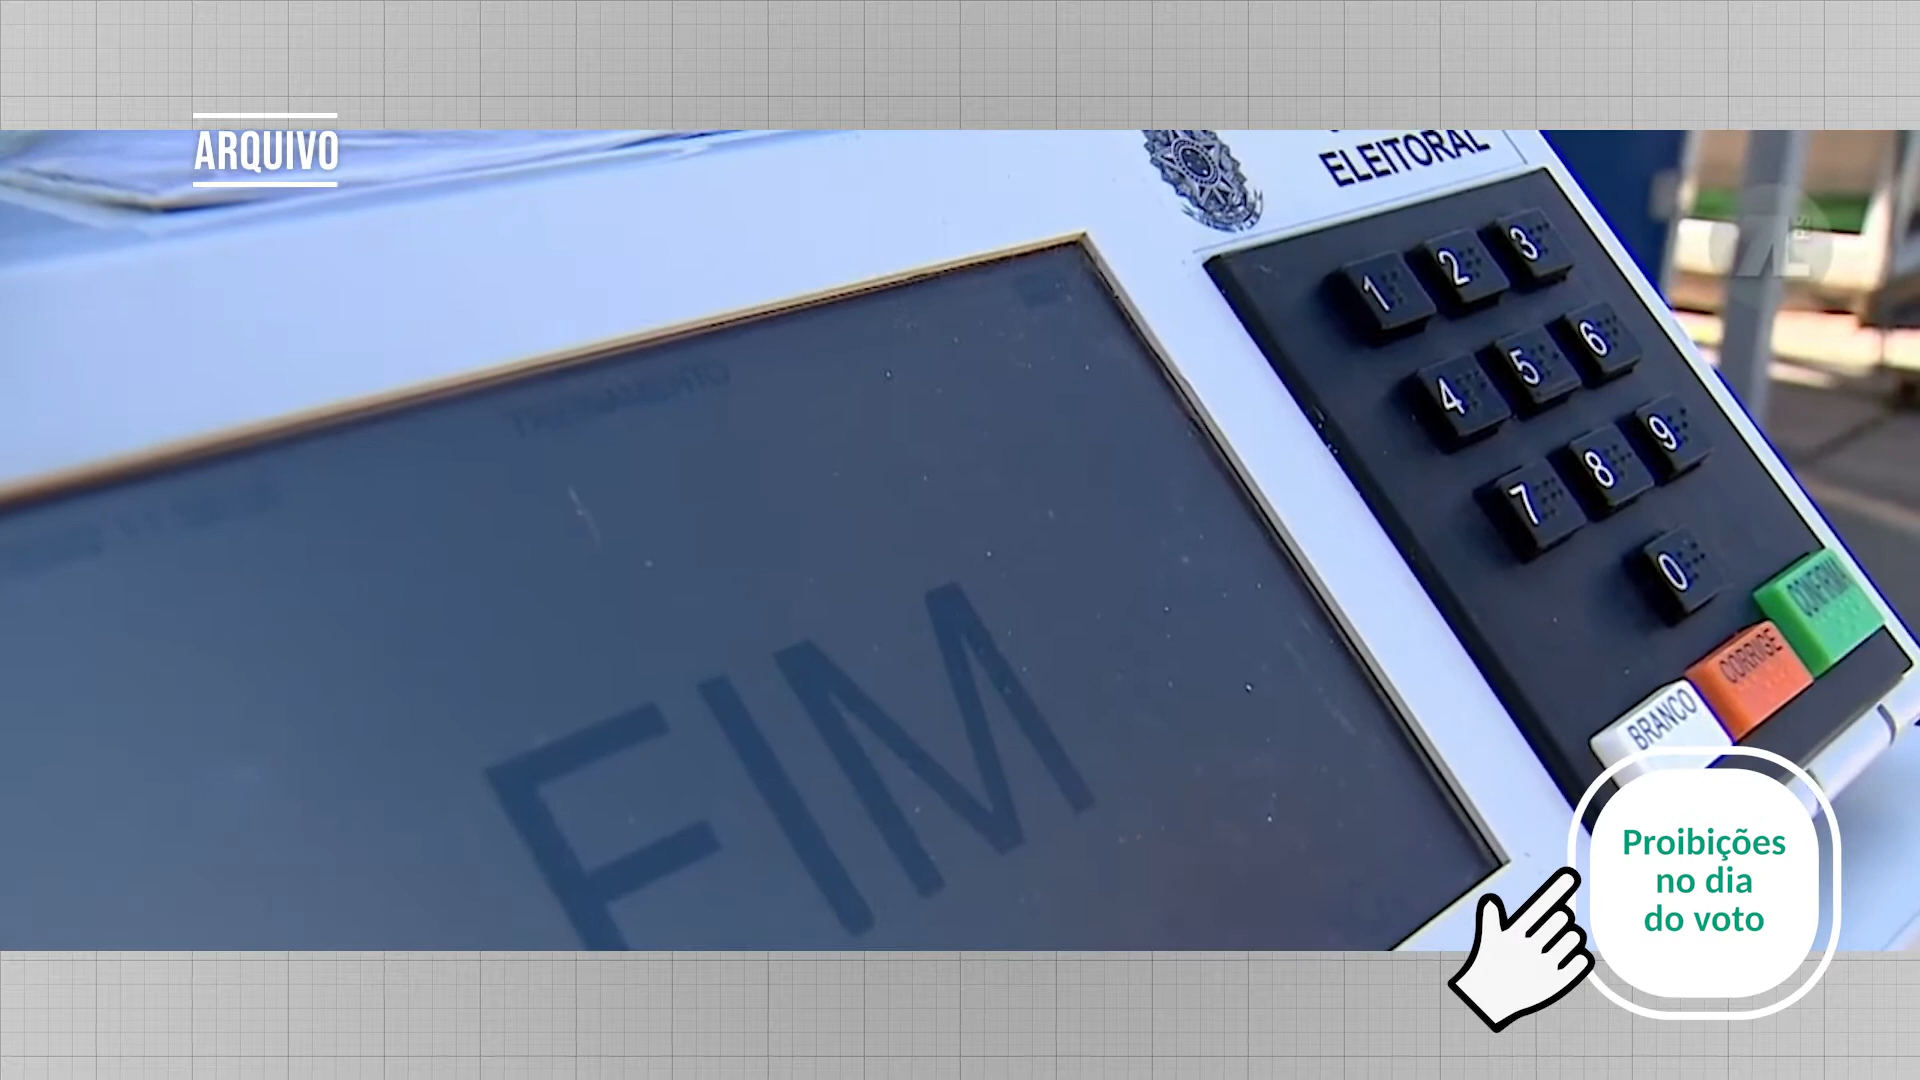 ARQUIVO
ELEITORAL
1 2 3
4 5 6
7 8 9
0
CONFIRMA
CORRIGE
BRANCO
FIM
Proibições
no dia
do voto